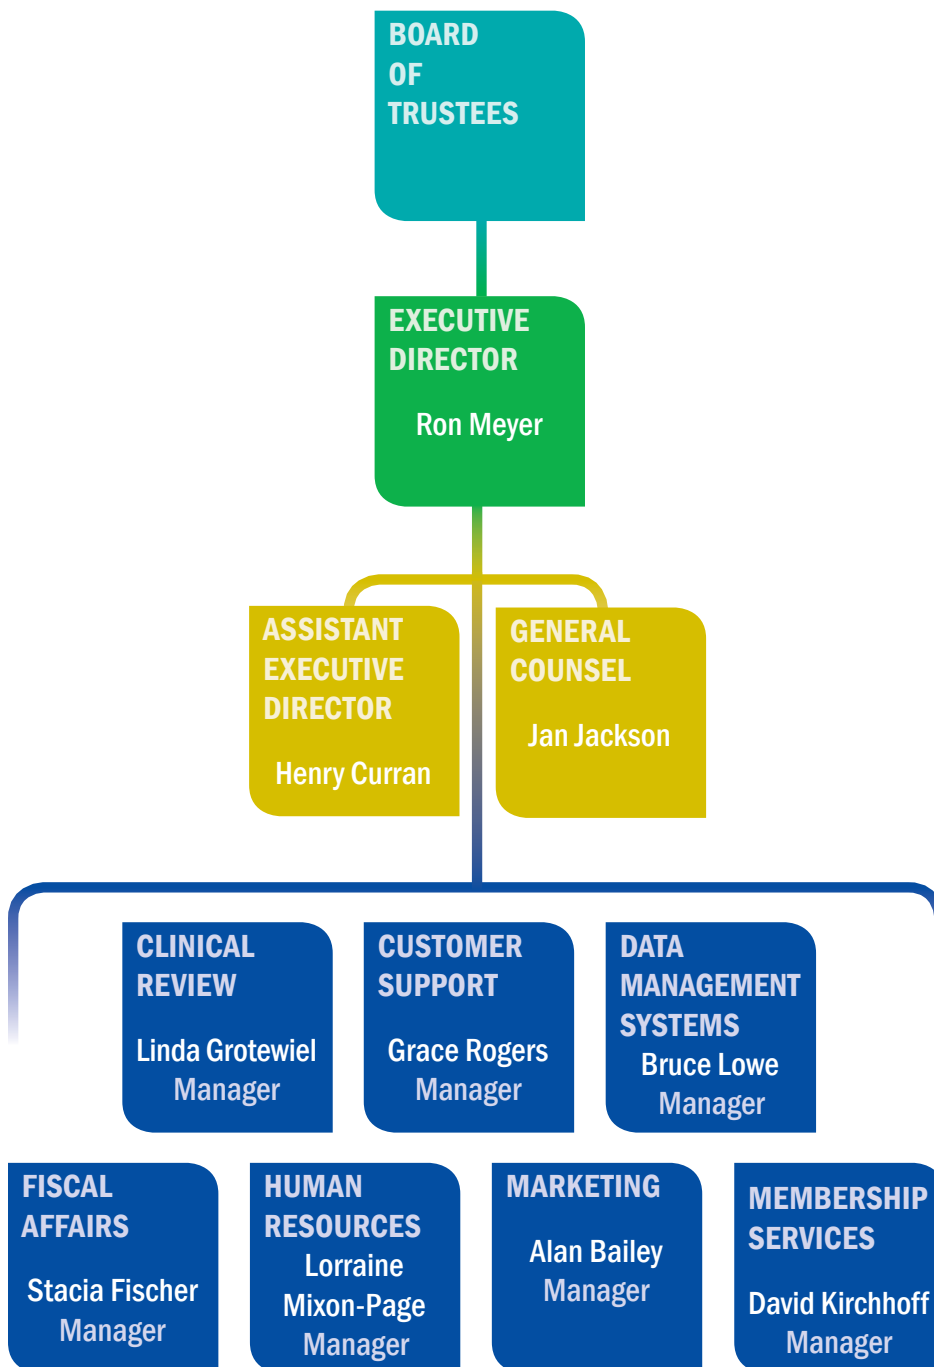 BOARD
OF
TRUSTEES
EXECUTIVE
DIRECTOR
Ron Meyer
ASSISTANT
EXECUTIVE
DIRECTOR
Henry Curran
GENERAL
COUNSEL
Jan Jackson
CLINICAL
REVIEW
Linda Grotewiel
Manager
CUSTOMER
SUPPORT
Grace Rogers
Manager
DATA
MANAGEMENT
SYSTEMS
Bruce Lowe
Manager
FISCAL
AFFAIRS
Stacia Fischer
Manager
HUMAN
RESOURCES
Lorraine
Mixon-Page
Manager
MARKETING
Alan Bailey
Manager
MEMBERSHIP
SERVICES
David Kirchhoff
Manager